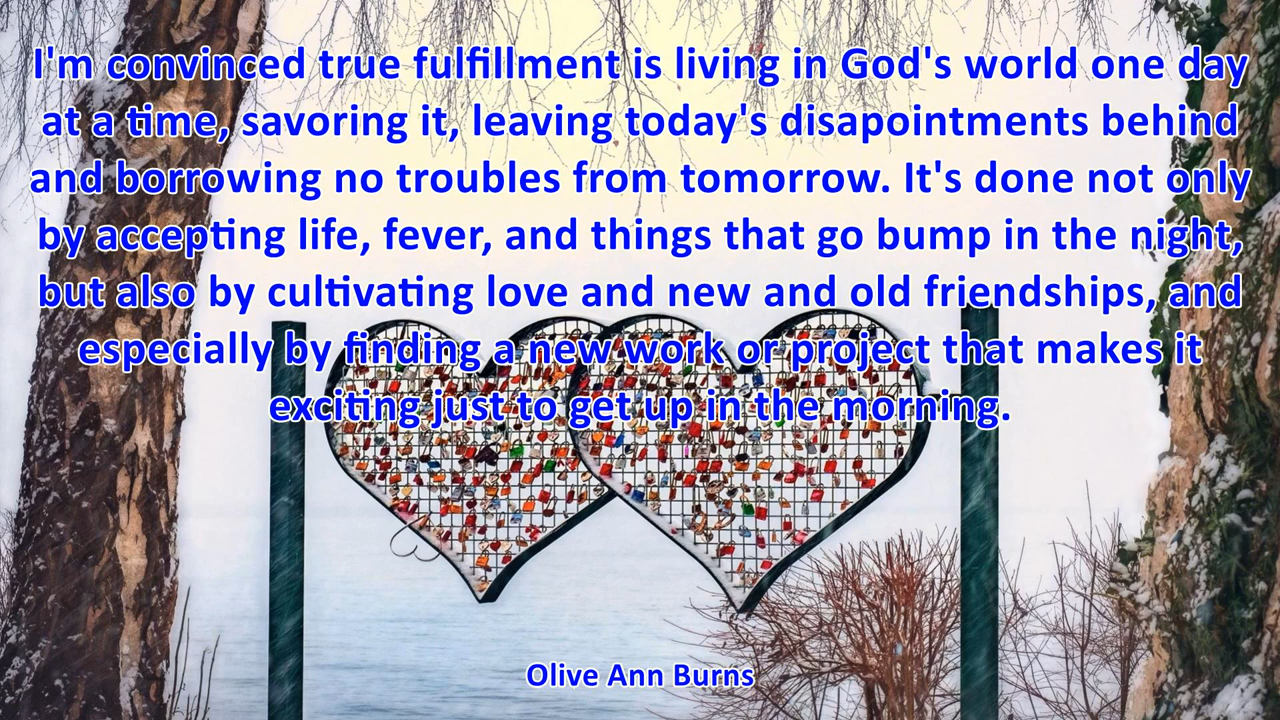 I'm convinced true fulfillment is living in God's world one day
at a time, savoring it, leaving today's disapointments behind
and borrowing no troubles from tomorrow. It's done not only
by accepting life, fever, and things that go bump in the night,
but also by cultivating love and new and old friendships, and
especially by finding a new work or project that makes it
exciting just to get up in the morning.
Olive Ann Burns